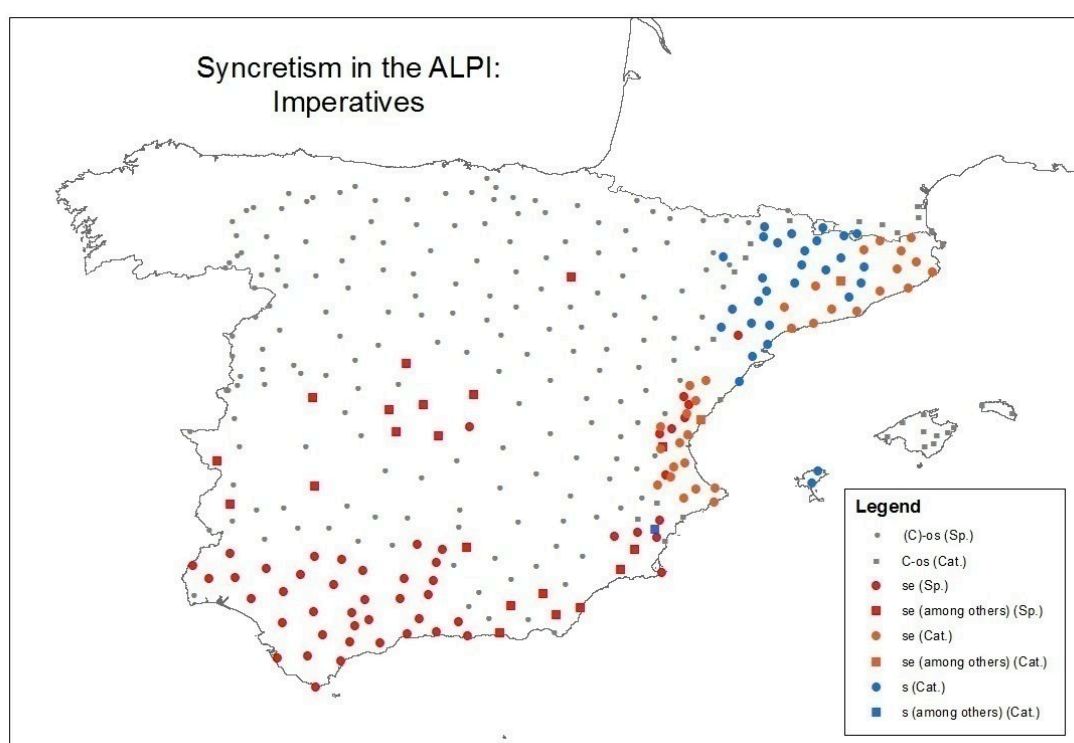 Syncretism in the ALPI:
Imperatives
Legend
(C)-os (Sp.)
C-os (Cat.)
se (Sp.)
se (among others) (Sp.)
se (Cat.)
se (among others) (Cat.)
s (Cat.)
s (among others) (Cat.)